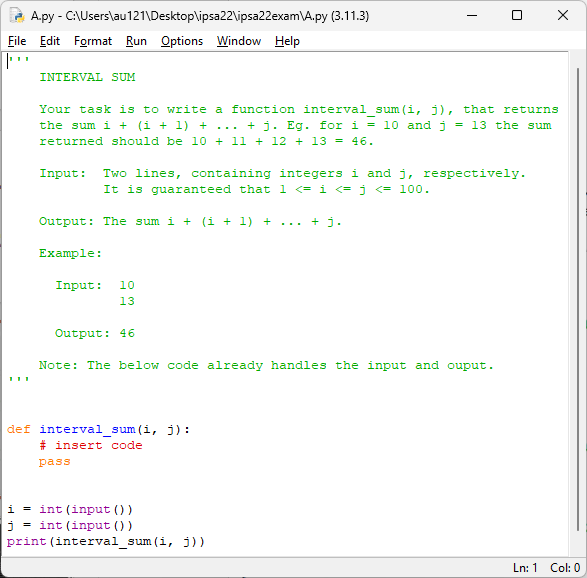 A.py - C:\Users\au121\Desktop\ipsa22\ipsa22exam\A.py (3.11.3)
File Edit Format Run Options Window Help
'''
    INTERVAL SUM

    Your task is to write a function interval_sum(i, j), that returns
    the sum i + (i + 1) + ... + j. Eg. for i = 10 and j = 13 the sum
    returned should be 10 + 11 + 12 + 13 = 46.

    Input:  Two lines, containing integers i and j, respectively.
            It is guaranteed that 1 <= i <= j <= 100.

    Output: The sum i + (i + 1) + ... + j.

    Example:

      Input:  10
              13

      Output: 46

    Note: The below code already handles the input and ouput.
'''


def interval_sum(i, j):
    # insert code
    pass


i = int(input())
j = int(input())
print(interval_sum(i, j))
Ln: 1 Col: 0